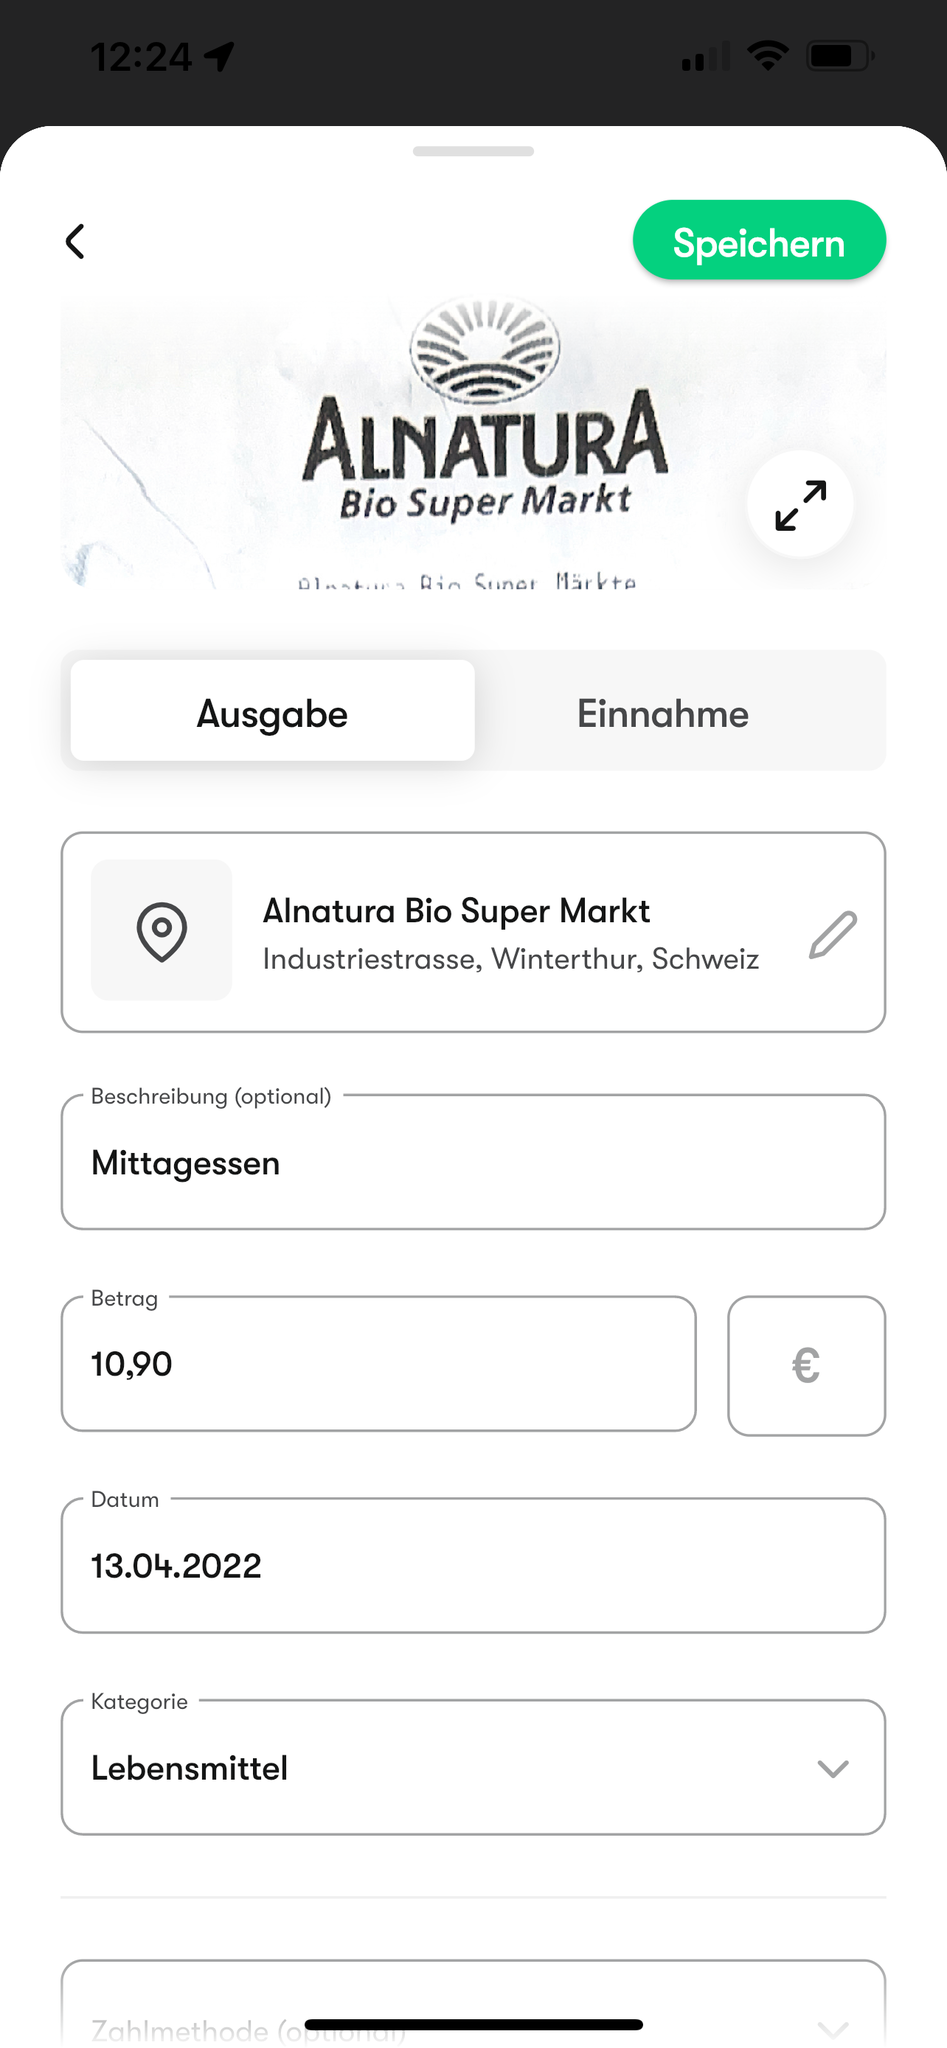 12:24
Speichern
ALNATURA
Bio Super Markt
Alnatura Bio Super Märkte
Ausgabe
Einnahme
Alnatura Bio Super Markt
Industriestrasse, Winterthur, Schweiz
Beschreibung (optional)
Mittagessen
Betrag
10,90
€
Datum
13.04.2022
Kategorie
Lebensmittel
Zahlmethode (optional)